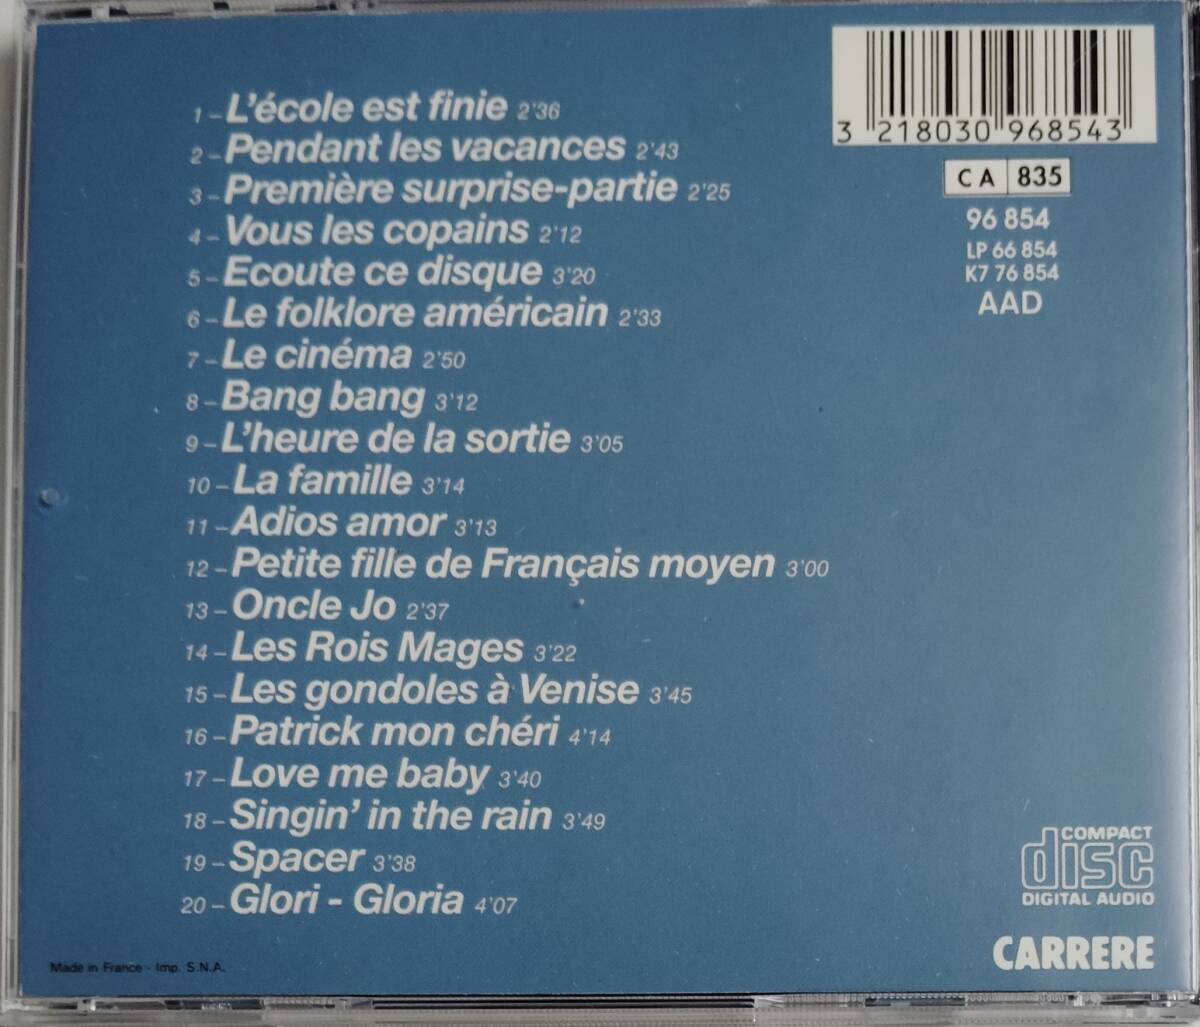 1 – L'école est finie 2'36
2 – Pendant les vacances 2'43
3 – Première surprise-partie 2'25
4 – Vous les copains 2'12
5 – Ecoute ce disque 3'20
6 – Le folklore américain 2'33
7 – Le cinéma 2'50
8 – Bang bang 3'12
9 – L'heure de la sortie 3'05
10 – La famille 3'14
11 – Adios amor 3'13
12 – Petite fille de Français moyen 3'00
13 – Oncle Jo 2'37
14 – Les Rois Mages 3'22
15 – Les gondoles à Venise 3'45
16 – Patrick mon chéri 4'14
17 – Love me baby 3'40
18 – Singin' in the rain 3'49
19 – Spacer 3'38
20 – Glori - Gloria 4'07
Made in France - Imp. S.N.A.
3 218030 968543
CA 835
96 854
LP 66 854
K7 76 854
AAD
COMPACT
disc
DIGITAL AUDIO
CARRERE